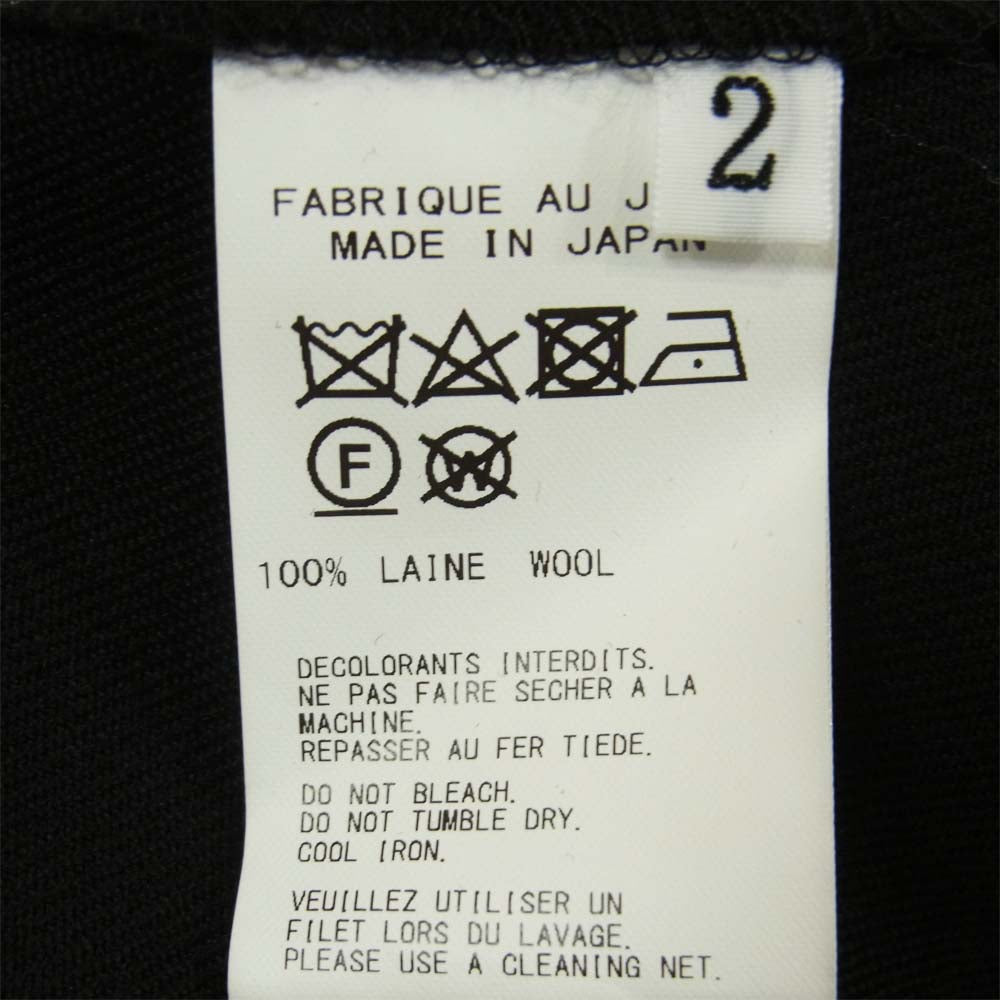 2
FABRIQUE AU J
MADE IN JAPAN
F
W
100% LAINE WOOL
DECOLORANTS INTERDITS.
NE PAS FAIRE SECHER A LA
MACHINE.
REPASSER AU FER TIEDE.
DO NOT BLEACH.
DO NOT TUMBLE DRY.
COOL IRON.
VEUILLEZ UTILISER UN
FILET LORS DU LAVAGE.
PLEASE USE A CLEANING NET.